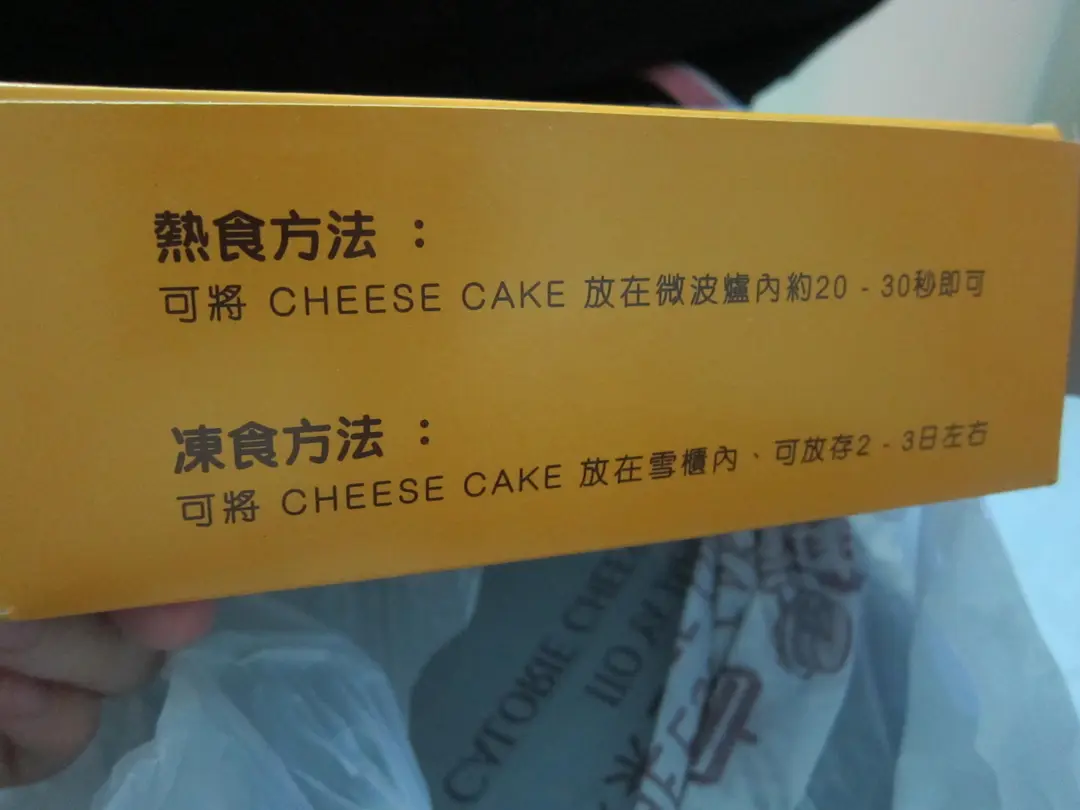 熱食方法：
可將 CHEESE CAKE 放在微波爐內約20 - 30秒即可
凍食方法：
可將 CHEESE CAKE 放在雪櫃內、可放存2 - 3日左右